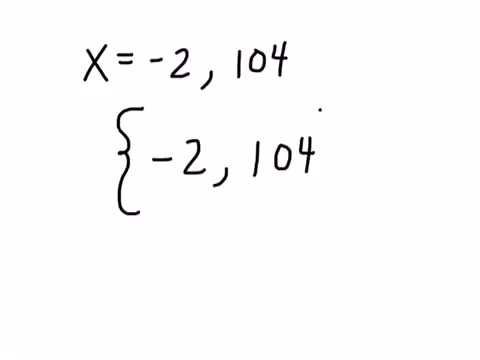 x = -2, 104
{ -2, 104